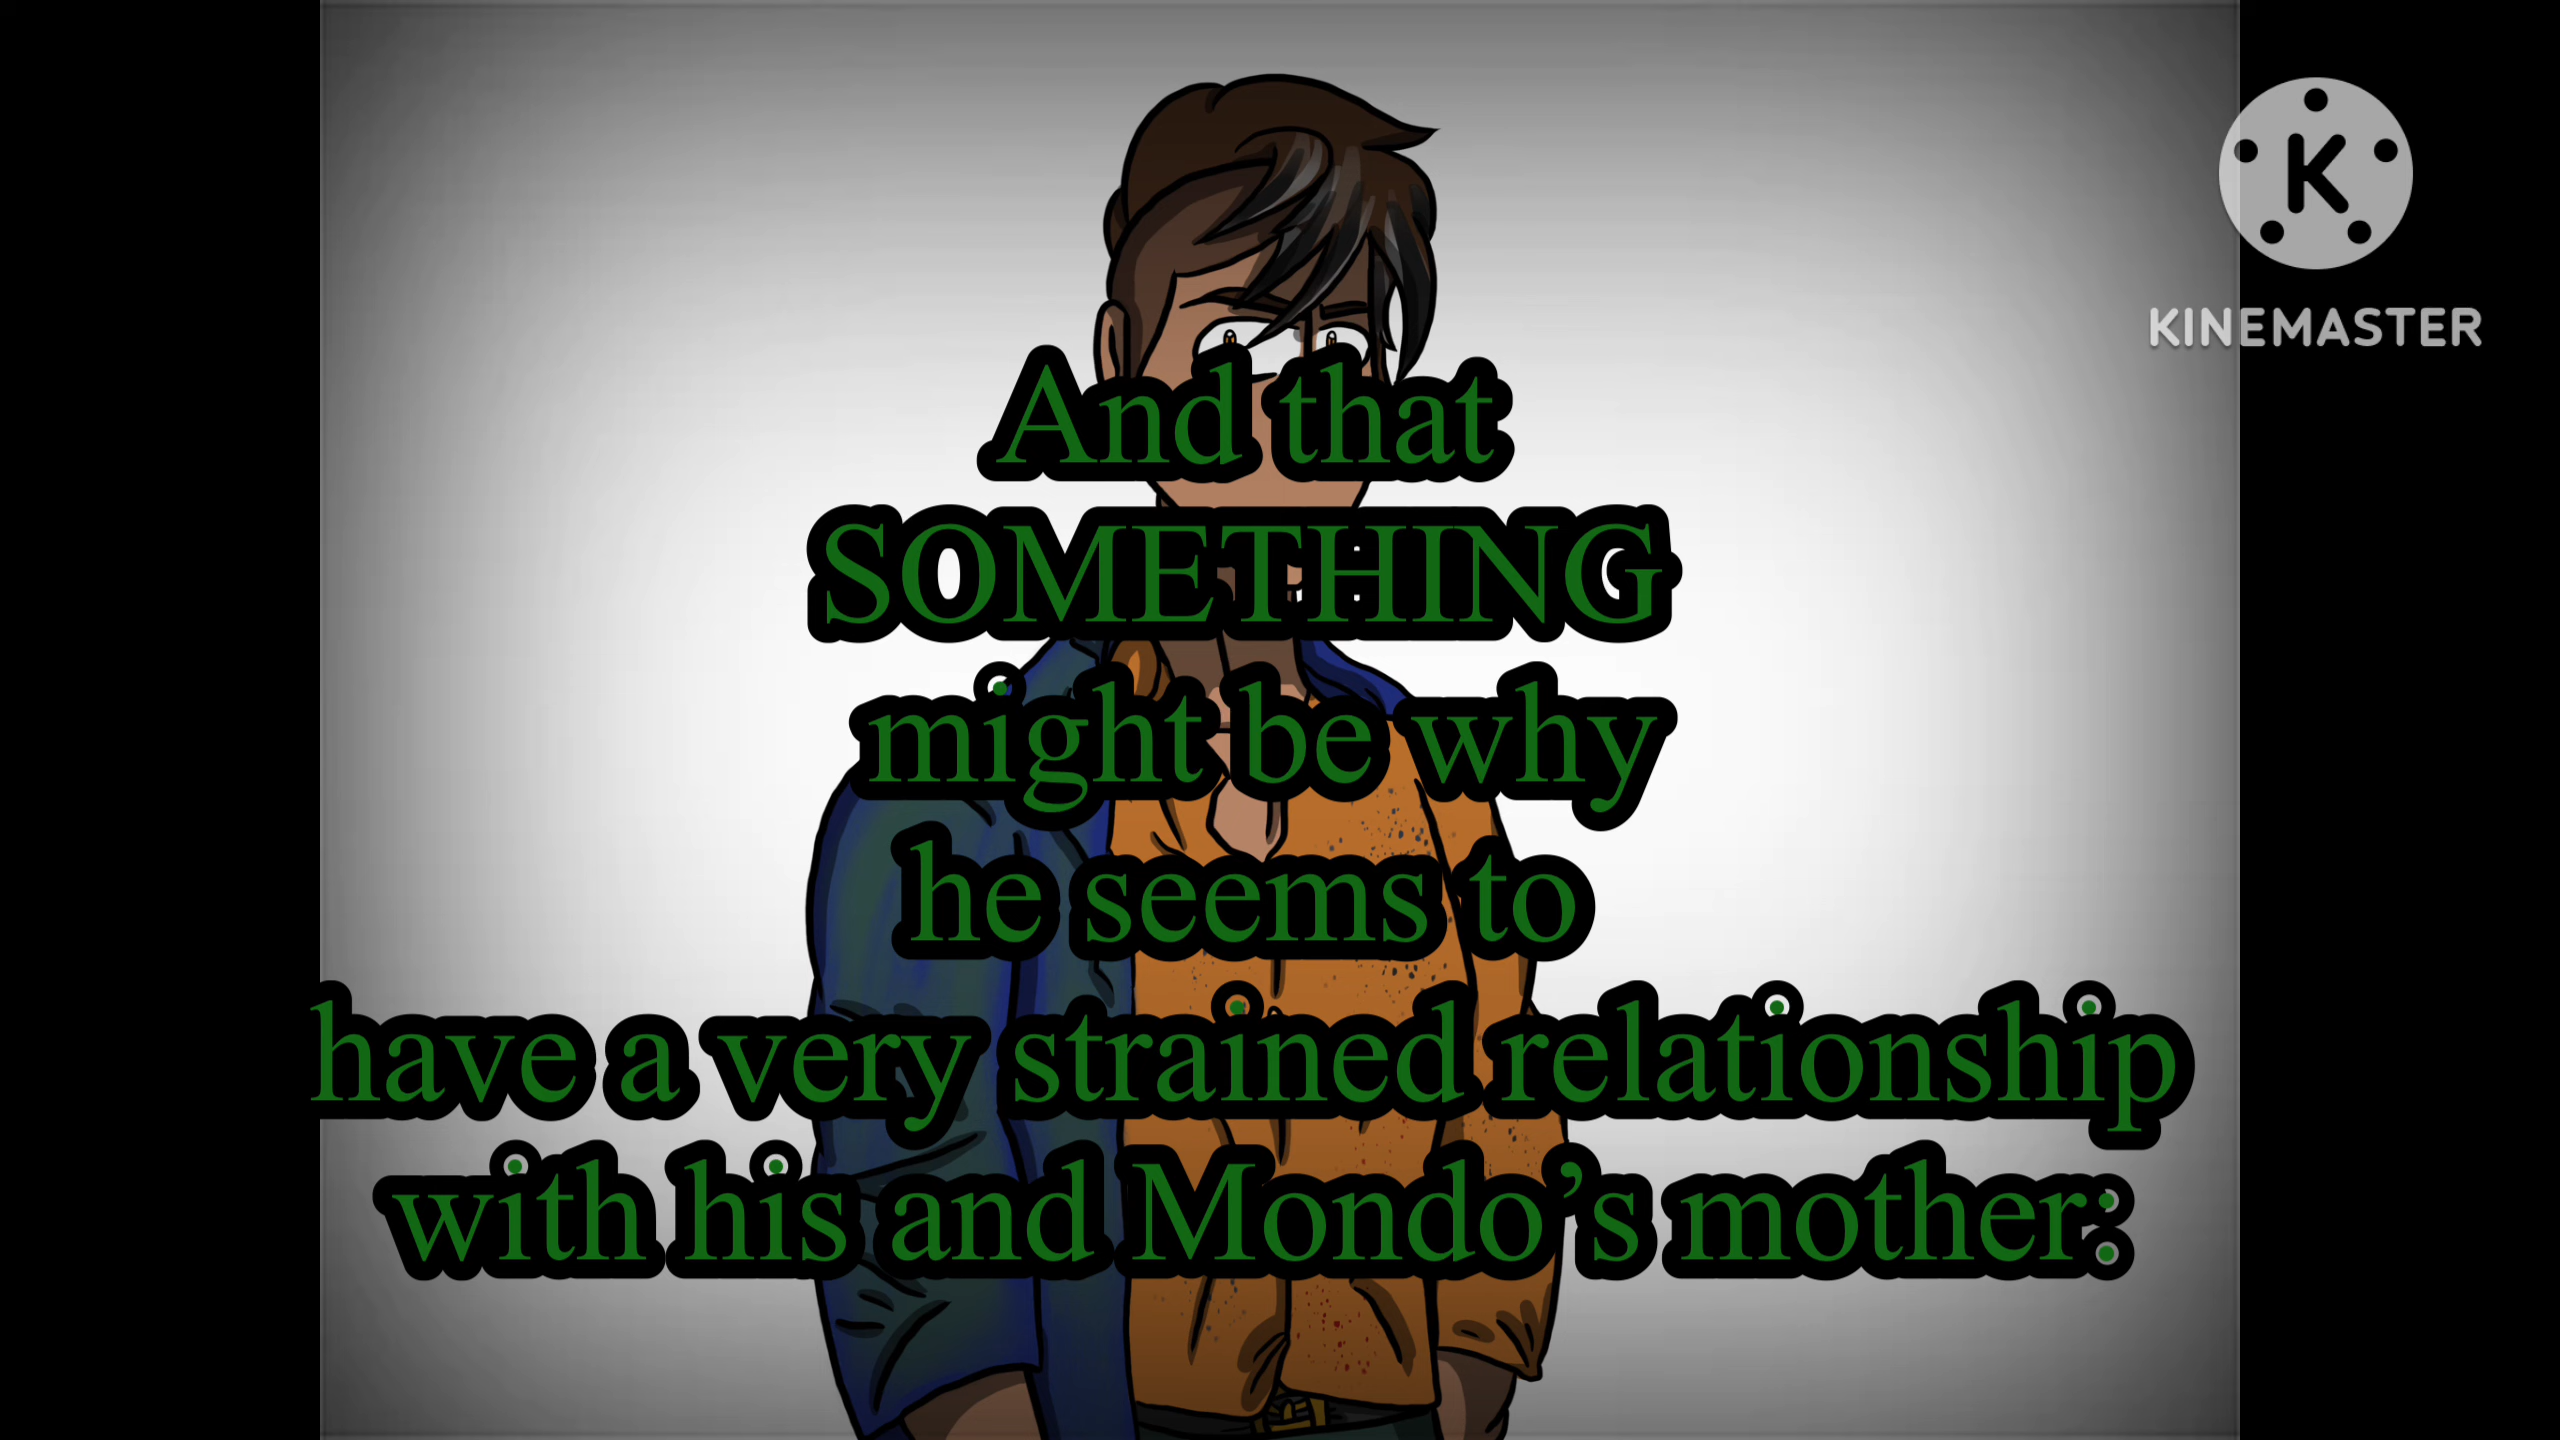 K
KINEMASTER
And that
SOMETHING
might be why
he seems to
have a very strained relationship
with his and Mondo’s mother: